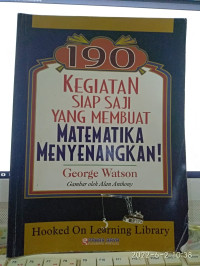 190
KEGIATAN
SIAP SAJI
YANG MEMBUAT
MATEMATIKA
MENYENANGKAN!
George Watson
Gambar oleh Alan Anthony
Hooked On Learning Library
2022-6-2 10:38